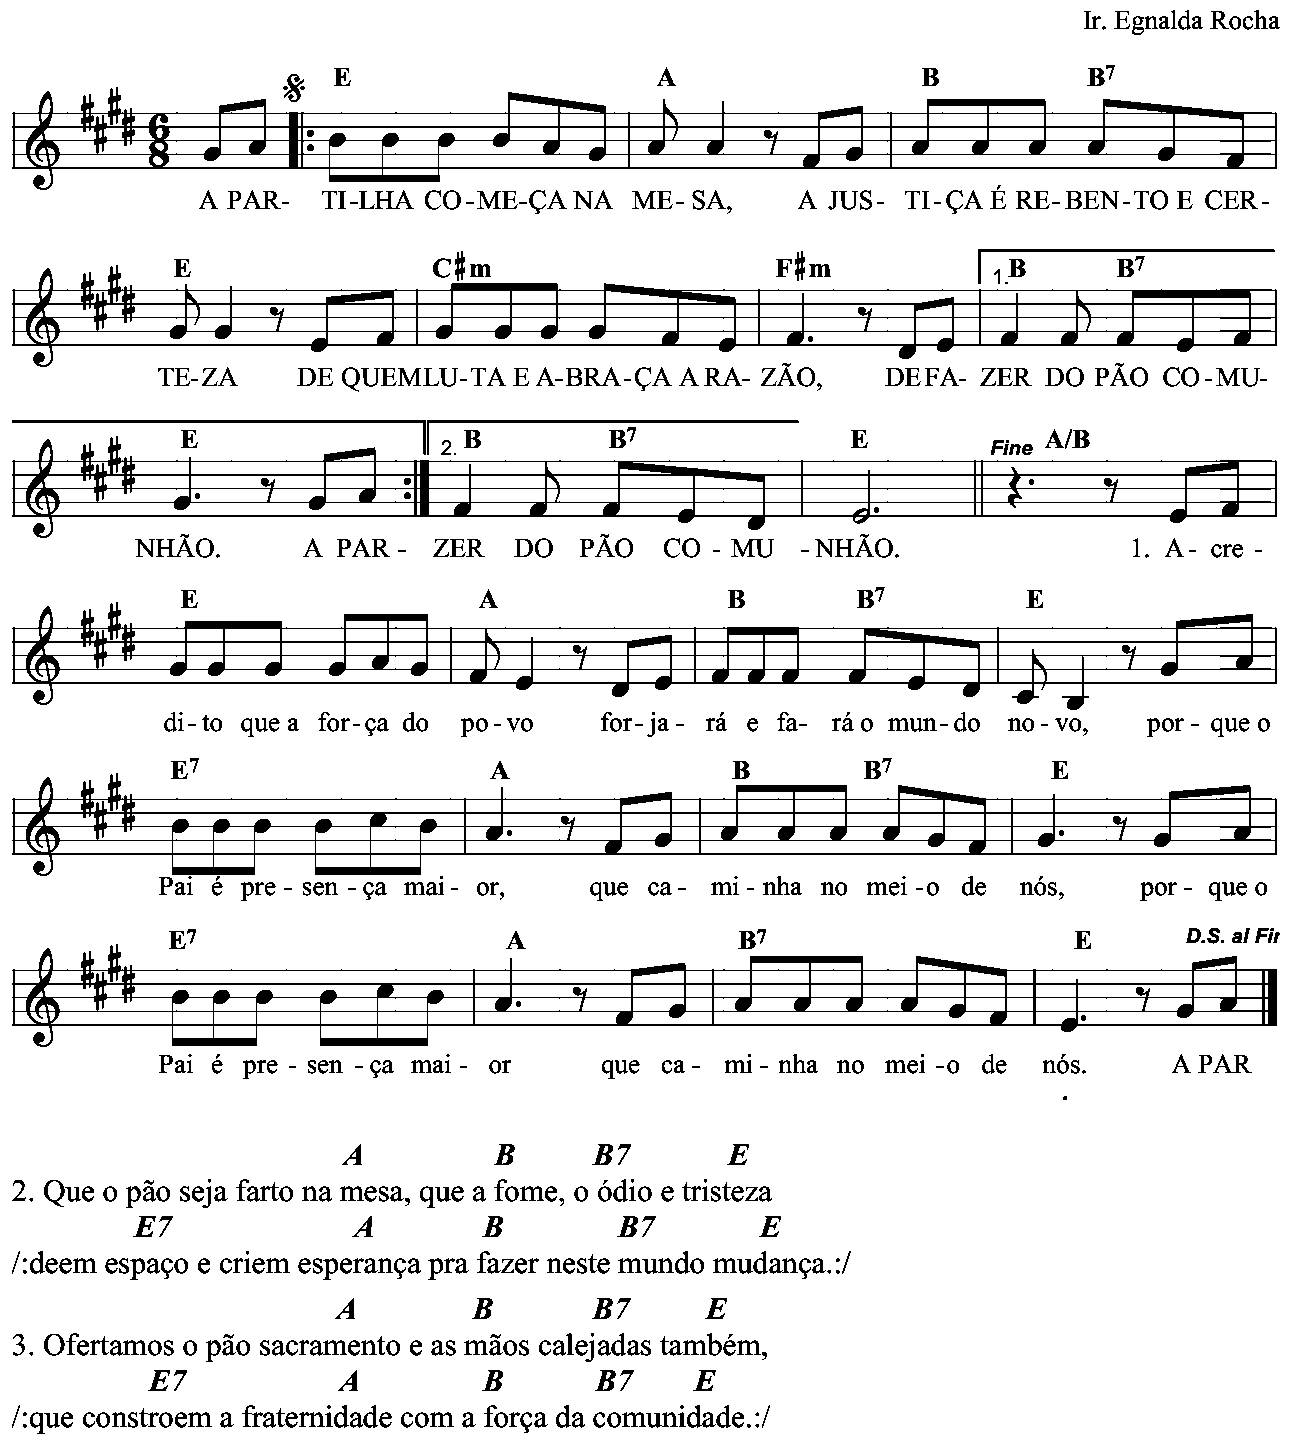 Ir. Egnalda Rocha
E A B B7
A PAR- TI-LHA CO-ME-ÇA NA ME-SA, A JUS- TI-ÇA É RE-BEN-TO E CER-
E C#m F#m 1. B B7
TE-ZA DE QUEM LU-TA E A-BRA-ÇA A RA- ZÃO, DE FA- ZER DO PÃO CO-MU-
E 2. B B7 E Fine A/B
NHÃO. A PAR- ZER DO PÃO CO - MU -NHÃO. 1. A- cre -
E A B B7 E
di-to que a for-ça do po-vo for-ja- rá e fa- rá o mun-do no-vo, por-que o
E7 A B B7 E
Pai é pre-sen-ça mai-or, que ca- mi-nha no mei-o de nós, por-que o
E7 A B7 E D.S. al Fin
Pai é pre-sen-ça mai- or que ca- mi-nha no mei-o de nós. A PAR
A B B7 E
2. Que o pão seja farto na mesa, que a fome, o ódio e tristeza
E7 A B B7 E
/:deem espaço e criem esperança pra fazer neste mundo mudança.:/
A B B7 E
3. Ofertamos o pão sacramento e as mãos calejadas também,
E7 A B B7 E
/:que constroem a fraternidade com a força da comunidade.:/